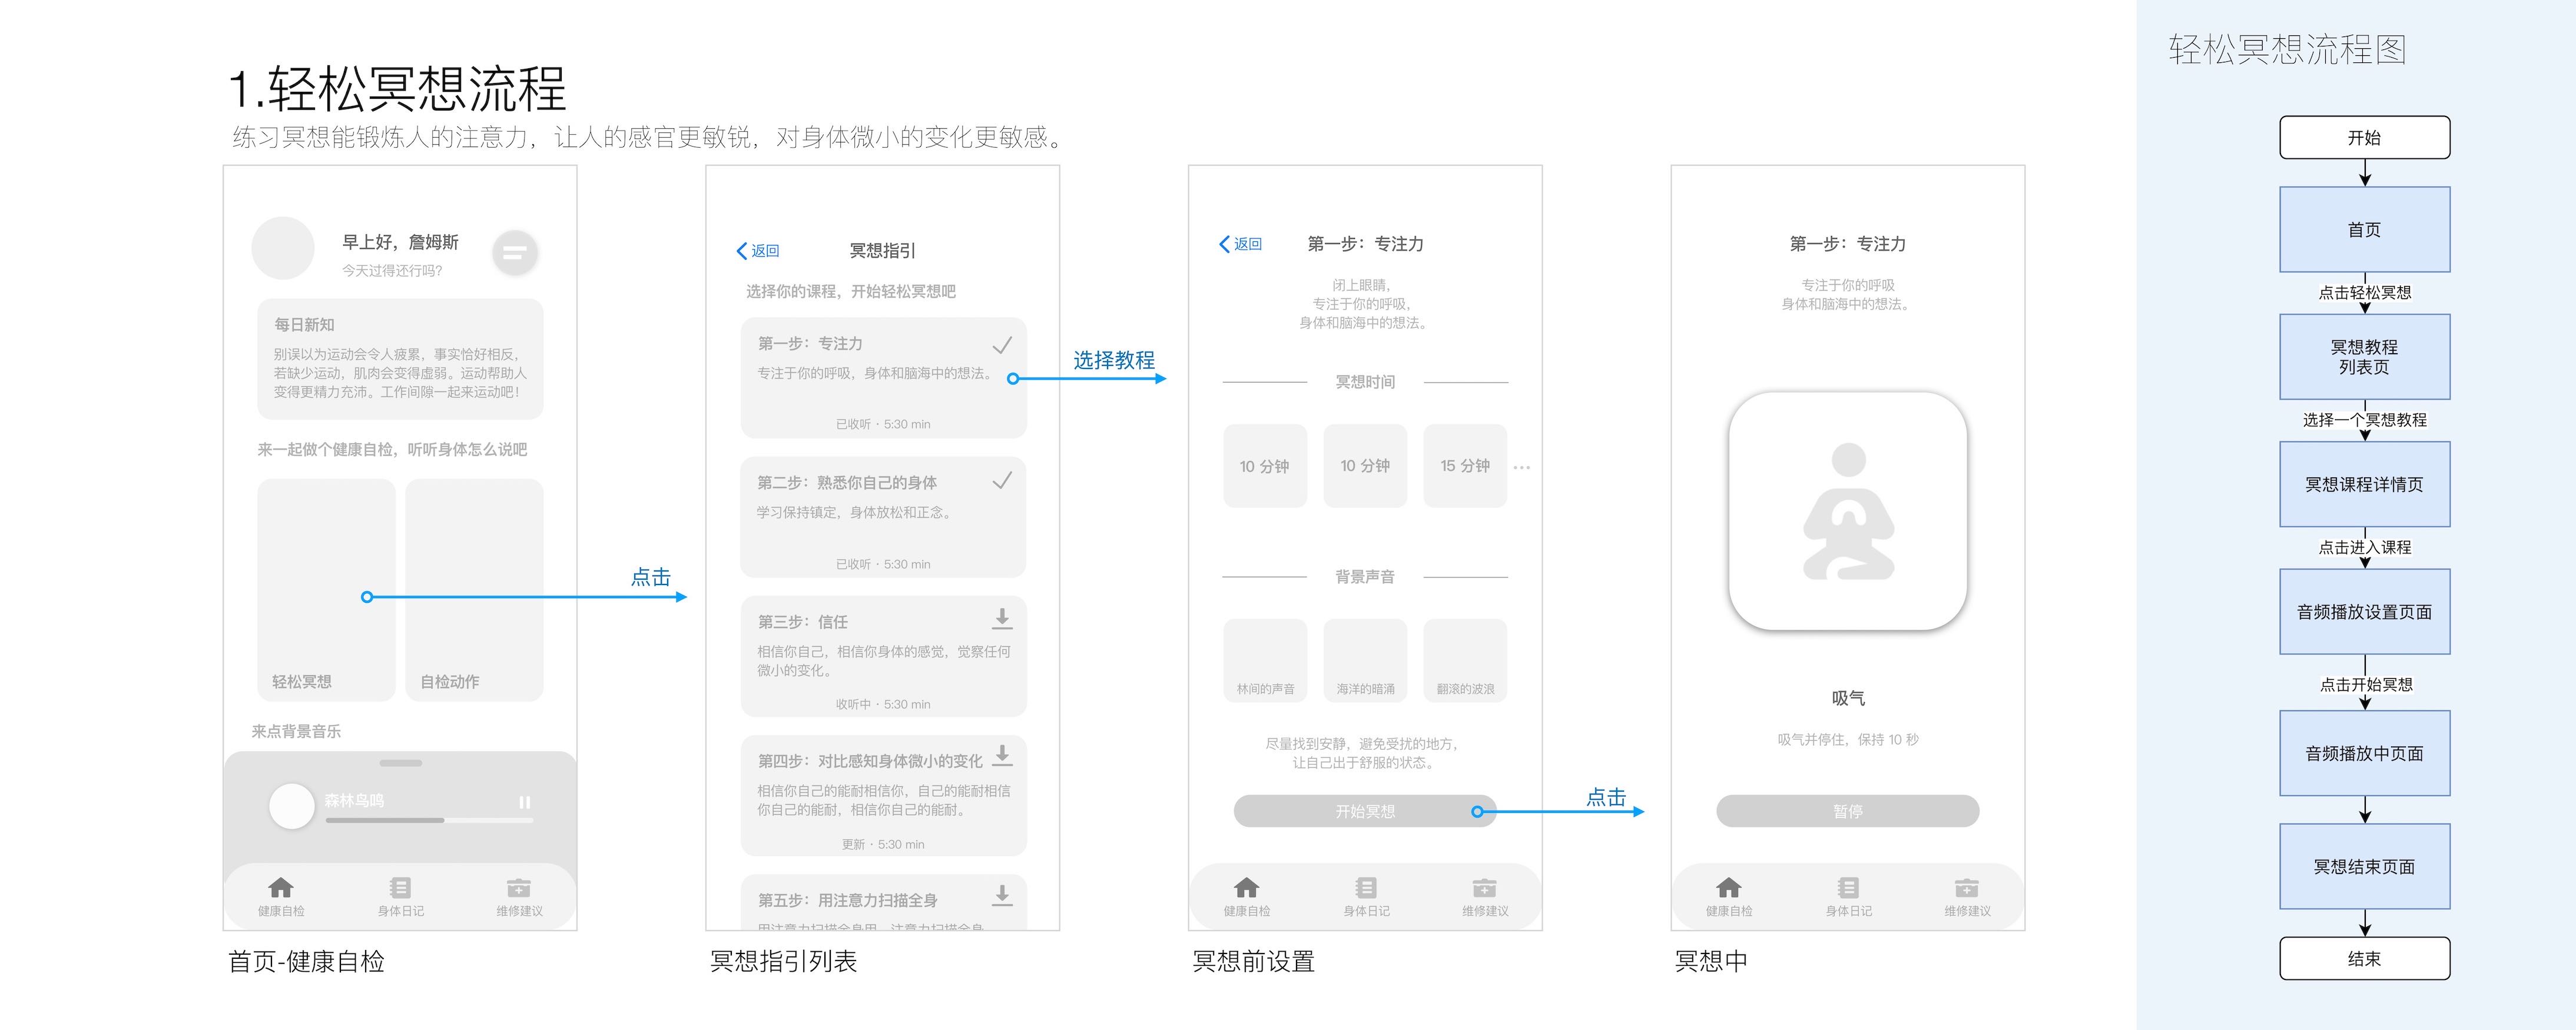 1.轻松冥想流程
练习冥想能锻炼人的注意力，让人的感官更敏锐，对身体微小的变化更敏感。
早上好，詹姆斯
今天过得还行吗?
每日新知
别误以为运动会令人疲累，事实恰好相反，
若缺少运动，肌肉会变得虚弱。运动帮助人
变得更精力充沛。工作间隙一起来运动吧！
来一起做个健康自检，听听身体怎么说吧
轻松冥想
自检动作
来点背景音乐
森林鸟鸣
健康自检
身体日记
维修建议
首页-健康自检
点击
返回
冥想指引
选择你的课程，开始轻松冥想吧
第一步：专注力
专注于你的呼吸，身体和脑海中的想法。
已收听 · 5:30 min
第二步：熟悉你自己的身体
学习保持镇定，身体放松和正念。
已收听 · 5:30 min
第三步：信任
相信你自己，相信你身体的感觉，觉察任何
微小的变化。
收听中 · 5:30 min
第四步：对比感知身体微小的变化
相信你自己的能耐相信你，自己的能耐相信
你自己的能耐，相信你自己的能耐。
更新 · 5:30 min
第五步：用注意力扫描全身
用注意力扫描全身用，注意力扫描全身
冥想指引列表
选择教程
返回
第一步：专注力
闭上眼睛，
专注于你的呼吸，
身体和脑海中的想法。
冥想时间
10 分钟
10 分钟
15 分钟
背景声音
林间的声音
海洋的暗涌
翻滚的波浪
尽量找到安静，避免受扰的地方，
让自己出于舒服的状态。
开始冥想
健康自检
身体日记
维修建议
冥想前设置
点击
第一步：专注力
专注于你的呼吸
身体和脑海中的想法。
吸气
吸气并停住，保持 10 秒
暂停
健康自检
身体日记
维修建议
冥想中
轻松冥想流程图
开始
首页
点击轻松冥想
冥想教程
列表页
选择一个冥想教程
冥想课程详情页
点击进入课程
音频播放设置页面
点击开始冥想
音频播放中页面
冥想结束页面
结束